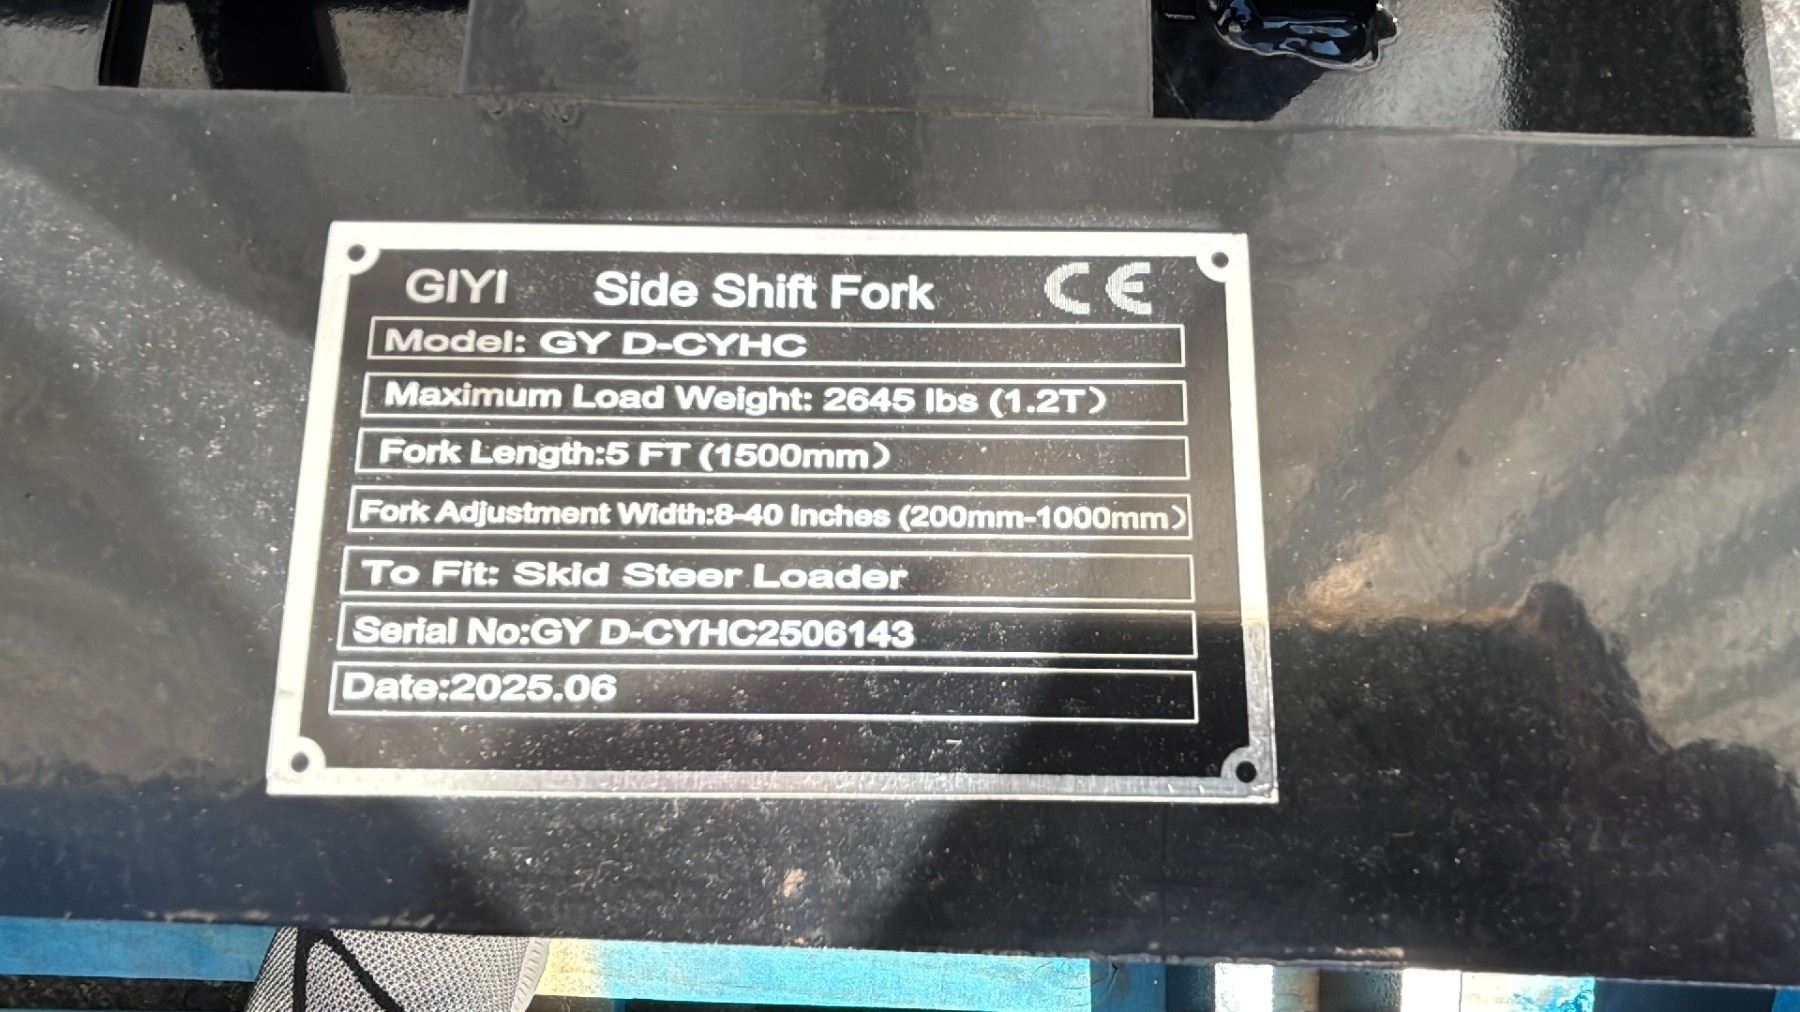 GIYI Side Shift Fork CE
Model: GY D-CYHC
Maximum Load Weight: 2645 lbs (1.2T)
Fork Length:5 FT (1500mm)
Fork Adjustment Width:8-40 Inches (200mm-1000mm)
To Fit: Skid Steer Loader
Serial No:GY D-CYHC2506143
Date:2025.06